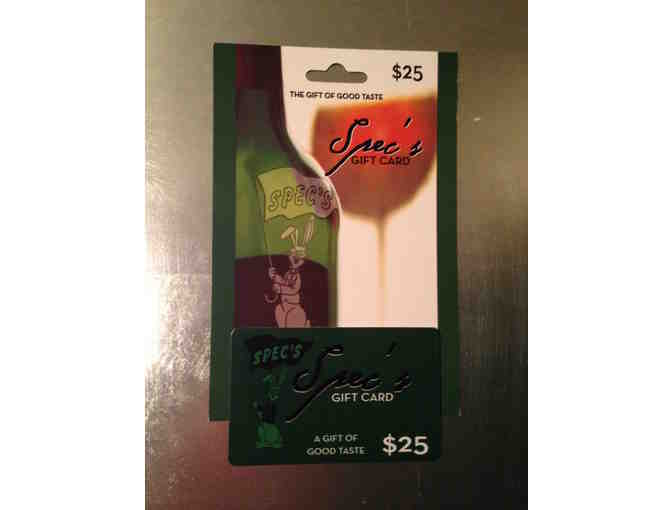 $25
THE GIFT OF GOOD TASTE
Spec's
GIFT CARD
SPEC'S
SPEC'S
Spec's
GIFT CARD
A GIFT OF
GOOD TASTE
$25